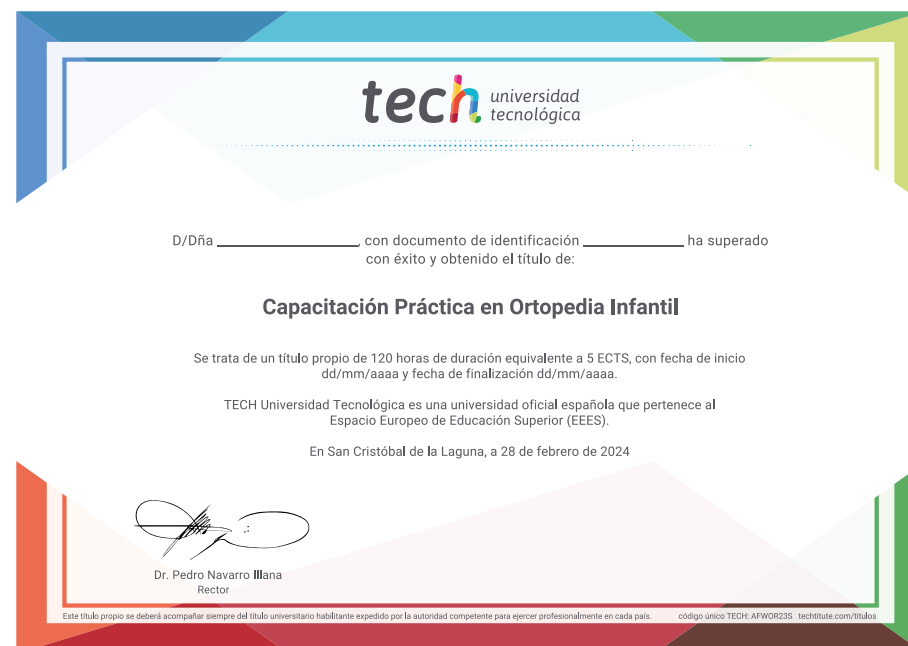 tech universidad
tecnológica
D/Dña ____________________, con documento de identificación ______________ ha superado
con éxito y obtenido el título de:
Capacitación Práctica en Ortopedia Infantil
Se trata de un título propio de 120 horas de duración equivalente a 5 ECTS, con fecha de inicio
dd/mm/aaaa y fecha de finalización dd/mm/aaaa.
TECH Universidad Tecnológica es una universidad oficial española que pertenece al
Espacio Europeo de Educación Superior (EEES).
En San Cristóbal de la Laguna, a 28 de febrero de 2024
Dr. Pedro Navarro Illana
Rector
Este título propio se deberá acompañar siempre del título universitario habilitante expedido por la autoridad competente para ejercer profesionalmente en cada país. código único TECH: AFWOR23S techtitute.com/titulos